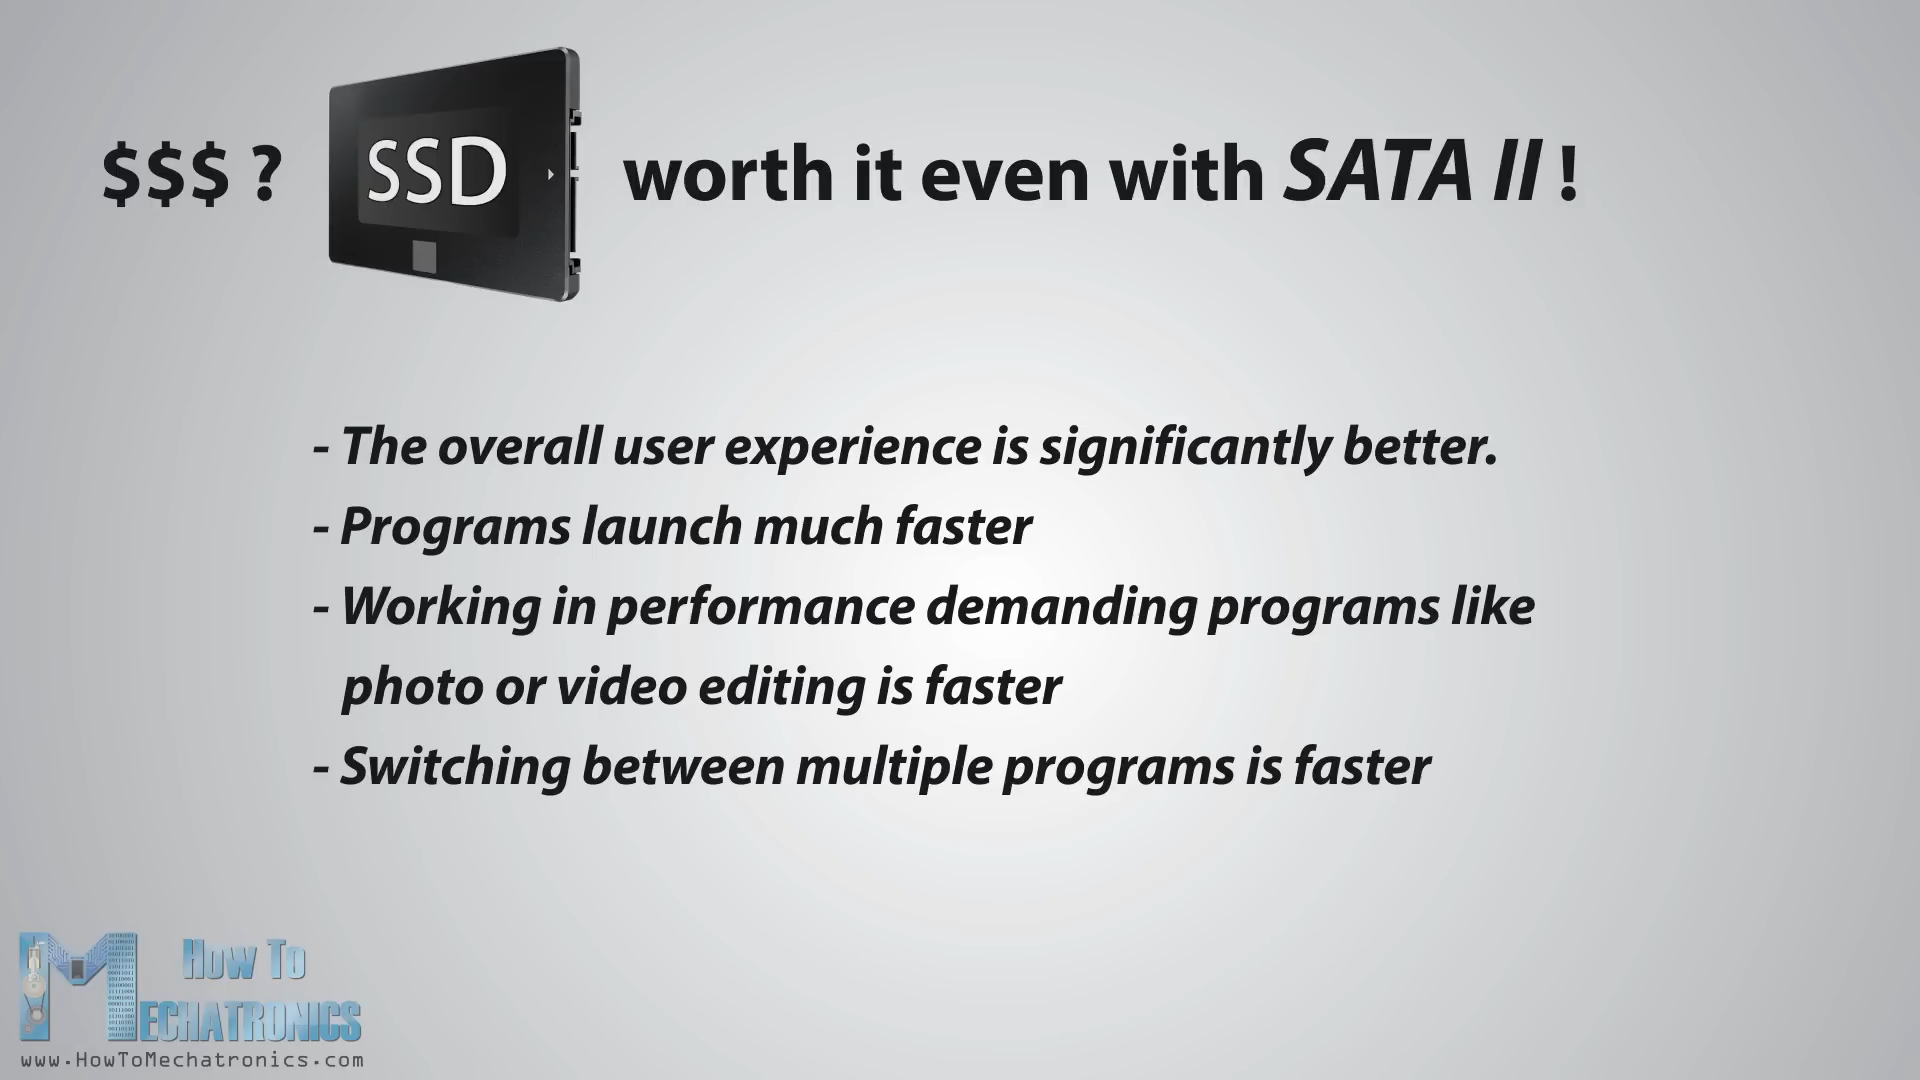 $$$ ? SSD worth it even with SATA II !
- The overall user experience is significantly better.
- Programs launch much faster
- Working in performance demanding programs like
photo or video editing is faster
- Switching between multiple programs is faster
How To
MECHATRONICS
www.HowToMechatronics.com